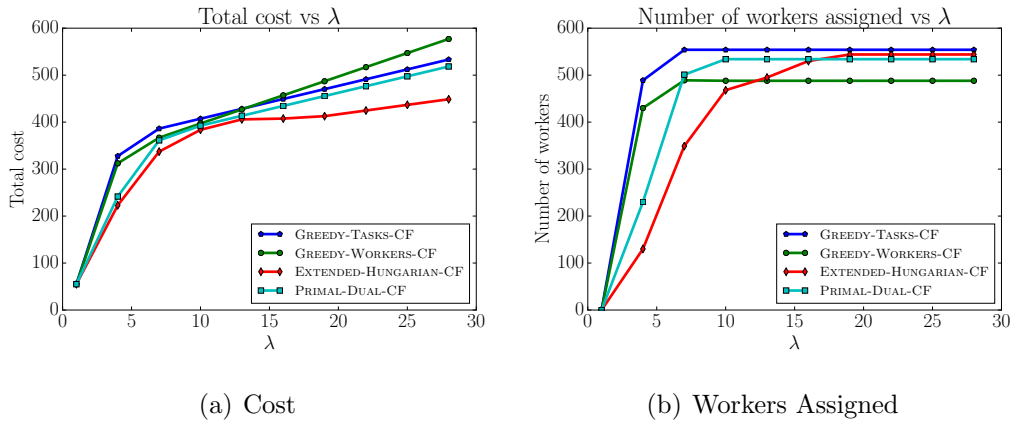 Total cost vs λ
600
500
400
300
200
100
0
Total cost
0 5 10 15 20 25 30
λ
Greedy-Tasks-CF
Greedy-Workers-CF
Extended-Hungarian-CF
Primal-Dual-CF
(a) Cost
Number of workers assigned vs λ
600
500
400
300
200
100
0
Number of workers
0 5 10 15 20 25 30
λ
Greedy-Tasks-CF
Greedy-Workers-CF
Extended-Hungarian-CF
Primal-Dual-CF
(b) Workers Assigned